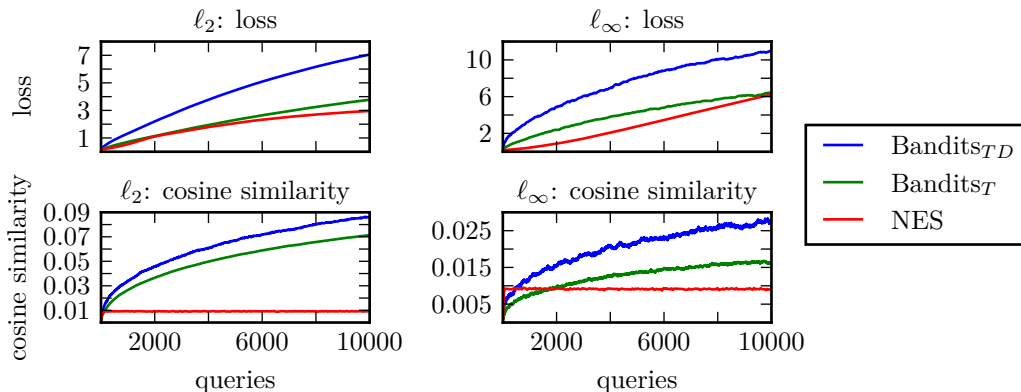 ℓ₂: loss
ℓ∞: loss
loss
7
5
3
1
10
6
2
Bandits_TD
Bandits_T
NES
ℓ₂: cosine similarity
ℓ∞: cosine similarity
cosine similarity
0.09
0.07
0.05
0.03
0.01
0.025
0.015
0.005
2000 6000 10000
2000 6000 10000
queries
queries